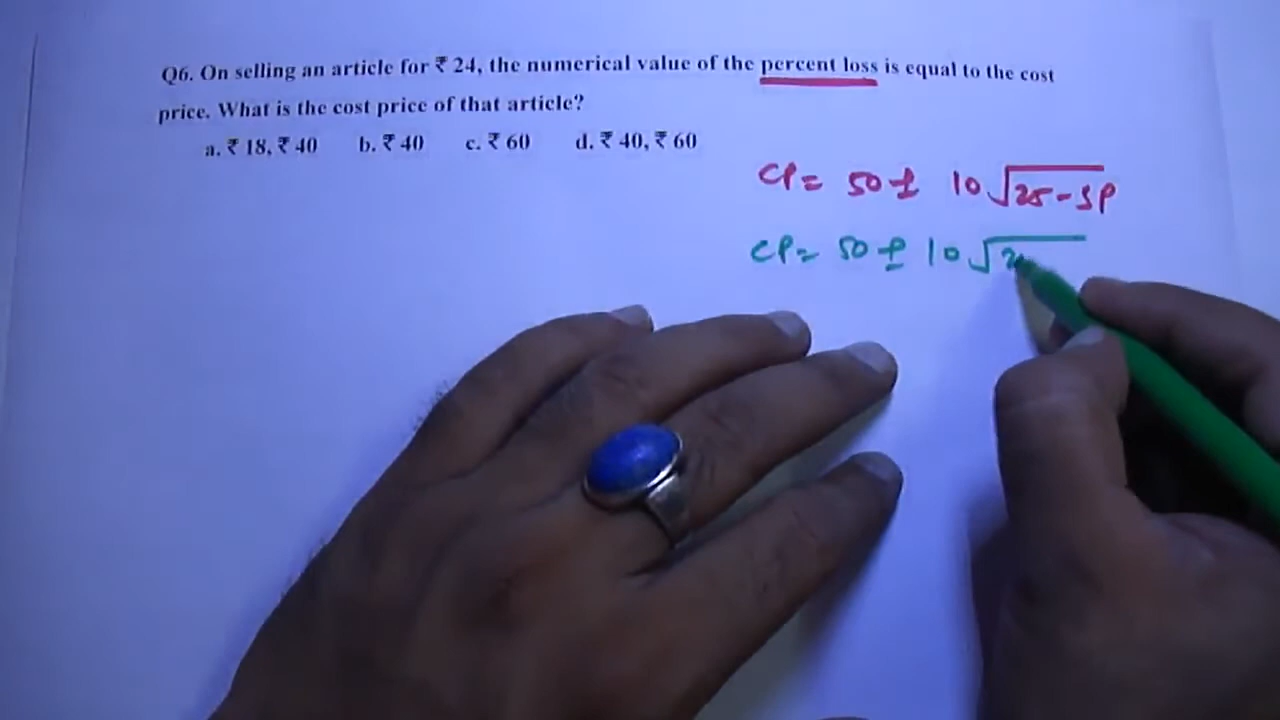 Q6. On selling an article for ₹ 24, the numerical value of the percent loss is equal to the cost
price. What is the cost price of that article?
a. ₹ 18, ₹ 40 b. ₹ 40 c. ₹ 60 d. ₹ 40, ₹ 60
CP = 50 ± 10 √25 - SP
CP = 50 ± 10 √